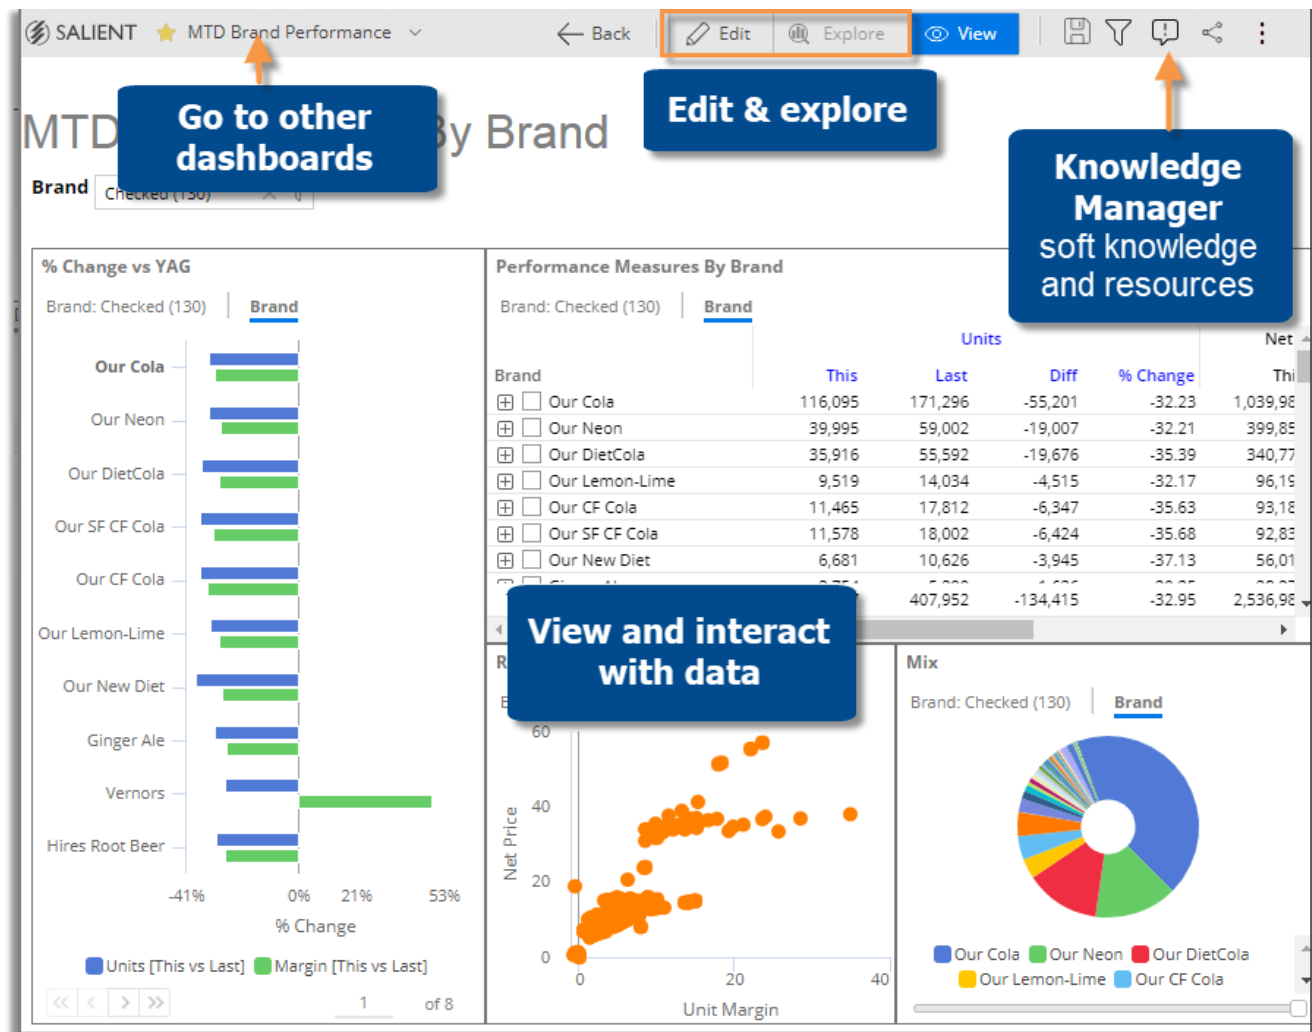 SALIENT MTD Brand Performance Back Edit Explore View
Go to other
dashboards
Edit & explore
Knowledge
Manager
soft knowledge
and resources
MTD By Brand
Brand Checked (130)
% Change vs YAG
Brand: Checked (130) Brand
Our Cola
Our Neon
Our DietCola
Our SF CF Cola
Our CF Cola
Our Lemon-Lime
Our New Diet
Ginger Ale
Vernors
Hires Root Beer
-41% 0% 21% 53%
% Change
Units [This vs Last] Margin [This vs Last]
1 of 8
Performance Measures By Brand
Brand: Checked (130) Brand
Units Net
Brand This Last Diff % Change Thi
Our Cola 116,095 171,296 -55,201 -32.23 1,039,98
Our Neon 39,995 59,002 -19,007 -32.21 399,85
Our DietCola 35,916 55,592 -19,676 -35.39 340,77
Our Lemon-Lime 9,519 14,034 -4,515 -32.17 96,19
Our CF Cola 11,465 17,812 -6,347 -35.63 93,18
Our SF CF Cola 11,578 18,002 -6,424 -35.68 92,83
Our New Diet 6,681 10,626 -3,945 -37.13 56,01
407,952 -134,415 -32.95 2,536,98
View and interact
with data
60
40
20
0
Net Price
0 20 40
Unit Margin
Mix
Brand: Checked (130) Brand
Our Cola Our Neon Our DietCola
Our Lemon-Lime Our CF Cola